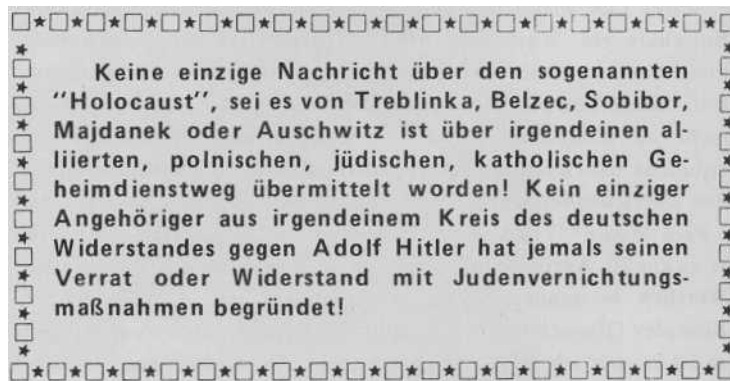 Keine einzige Nachricht über den sogenannten
"Holocaust", sei es von Treblinka, Belzec, Sobibor,
Majdanek oder Auschwitz ist über irgendeinen al-
liierten, polnischen, jüdischen, katholischen Ge-
heimdienstweg übermittelt worden! Kein einziger
Angehöriger aus irgendeinem Kreis des deutschen
Widerstandes gegen Adolf Hitler hat jemals seinen
Verrat oder Widerstand mit Judenvernichtungs-
maßnahmen begründet!